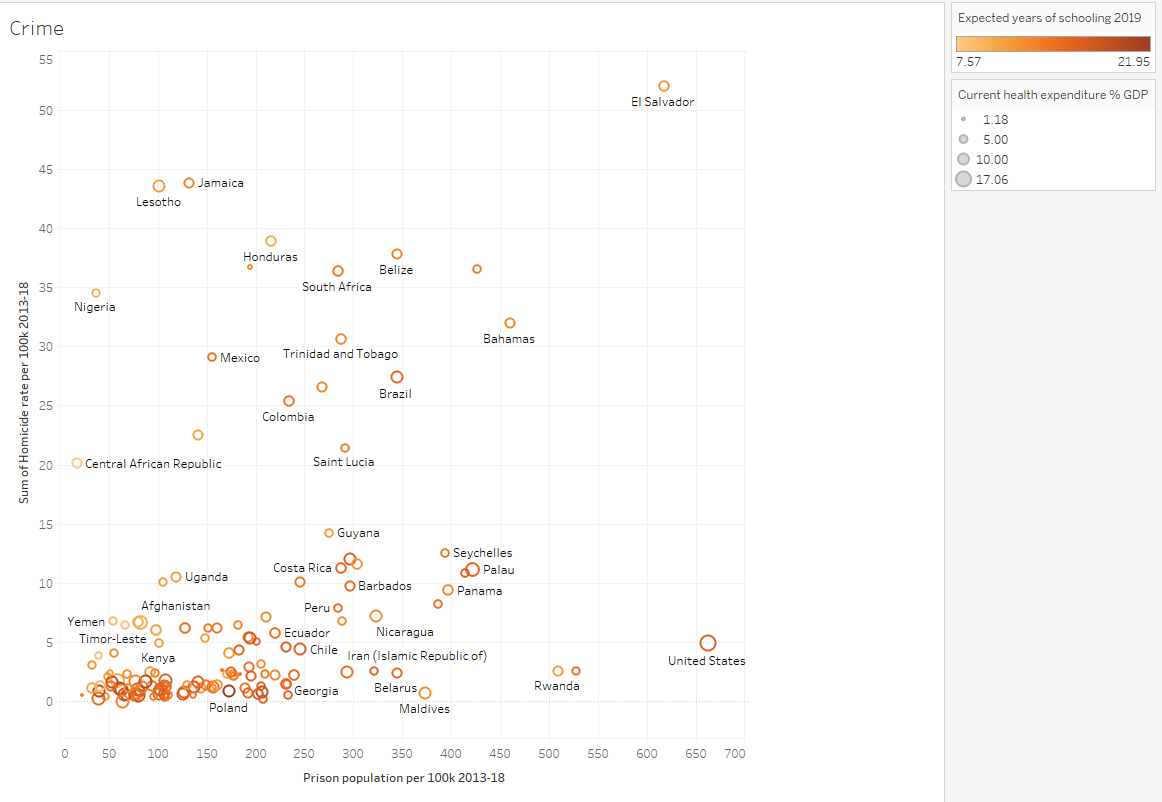 Crime
Expected years of schooling 2019
7.57 21.95
Current health expenditure % GDP
1.18
5.00
10.00
17.06
Sum of Homicide rate per 100k 2013-18
55
50
45
40
35
30
25
20
15
10
5
0
El Salvador
Jamaica
Lesotho
Honduras
Belize
South Africa
Nigeria
Bahamas
Trinidad and Tobago
Mexico
Brazil
Colombia
Saint Lucia
Central African Republic
Guyana
Seychelles
Costa Rica
Palau
Uganda
Barbados
Panama
Afghanistan
Peru
Yemen
Nicaragua
Ecuador
Timor-Leste
Chile
Kenya
Iran (Islamic Republic of)
United States
Rwanda
Belarus
Georgia
Poland
Maldives
0 50 100 150 200 250 300 350 400 450 500 550 600 650 700
Prison population per 100k 2013-18